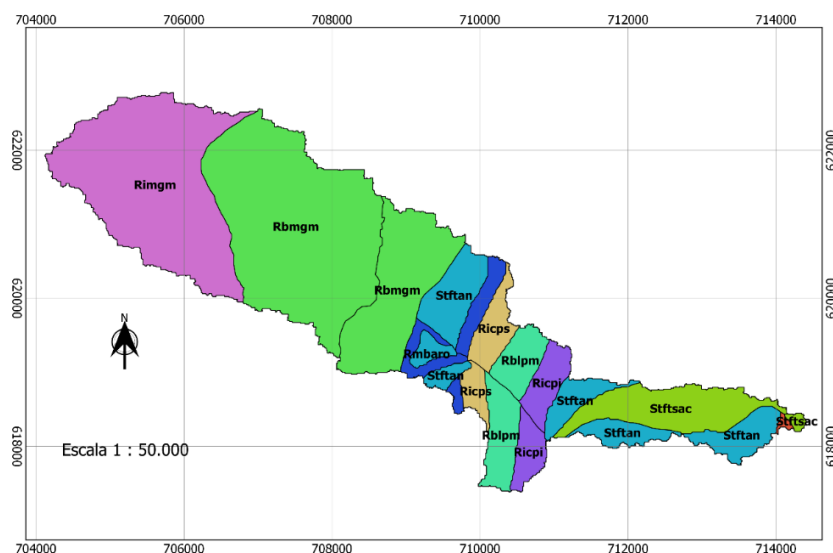 704000 706000 708000 710000 712000 714000
622000 622000
Rimgm
Rbmgm
Rbmgm
Stftan
620000 620000
N
Ricps
Rmbaro
Rblpm
Stftan
Ricpi
Ricps
Stftan
Stftsac
Stftsac
Rblpm
Stftan
Stftan
Escala 1 : 50.000
Ricpi
618000 618000
704000 706000 708000 710000 712000 714000